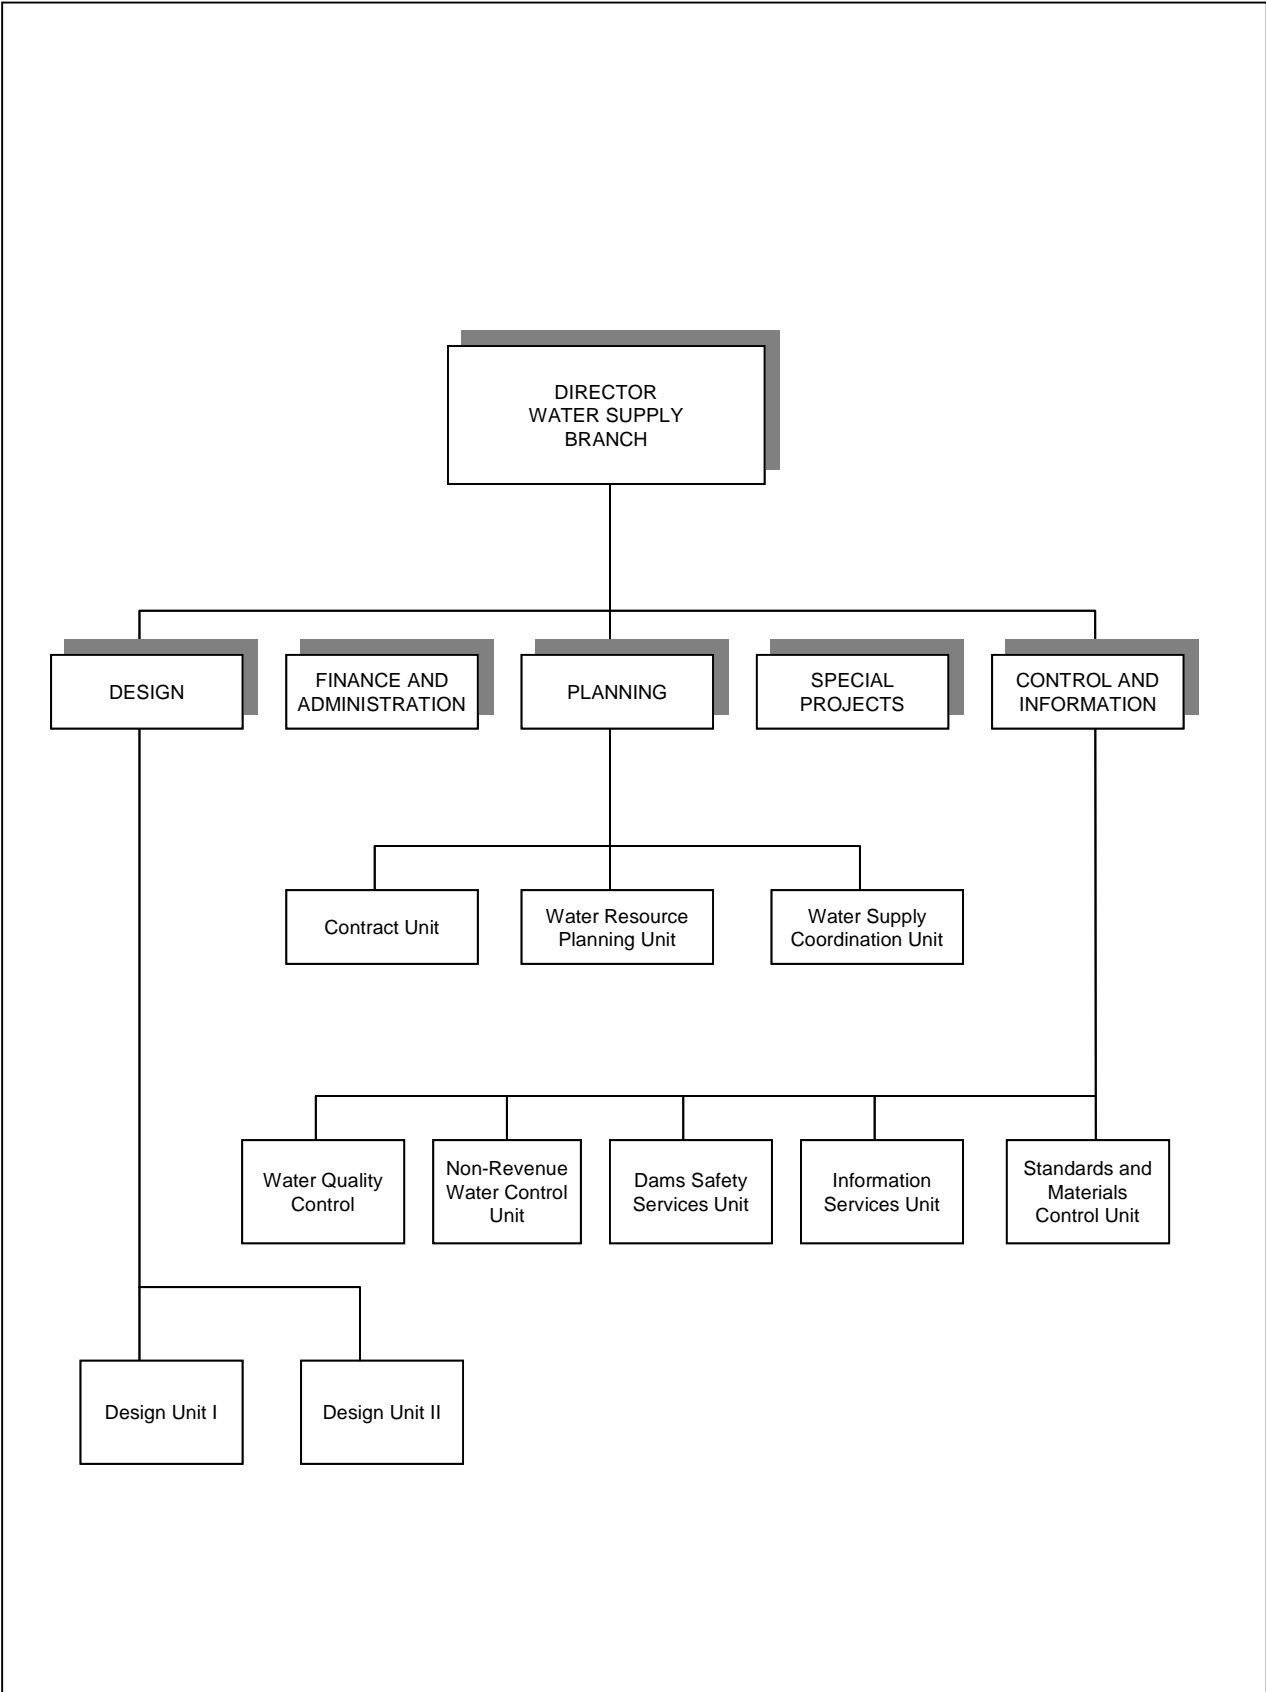 DIRECTOR
WATER SUPPLY
BRANCH
DESIGN
FINANCE AND
ADMINISTRATION
PLANNING
SPECIAL
PROJECTS
CONTROL AND
INFORMATION
Contract Unit
Water Resource
Planning Unit
Water Supply
Coordination Unit
Water Quality
Control
Non-Revenue
Water Control
Unit
Dams Safety
Services Unit
Information
Services Unit
Standards and
Materials
Control Unit
Design Unit I
Design Unit II